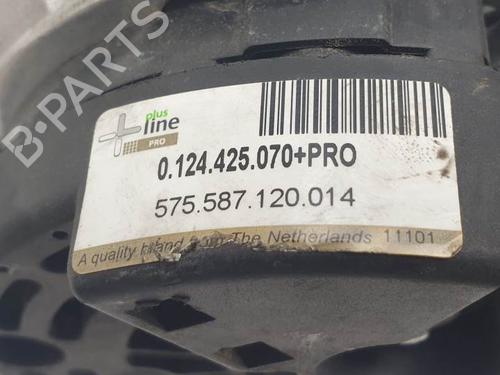 B-PARTS
plus
line
PRO
0.124.425.070+PRO
575.587.120.014
A quality brand from The Netherlands 11101